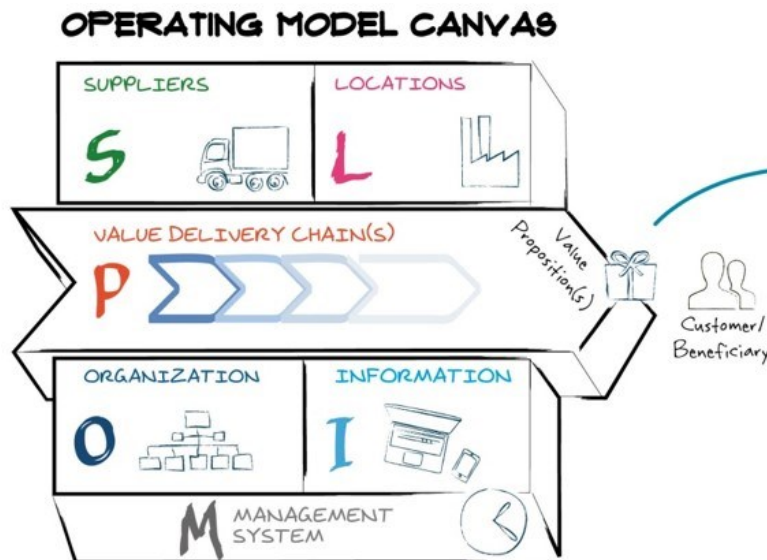 OPERATING MODEL CANVAS
SUPPLIERS
S
LOCATIONS
L
VALUE DELIVERY CHAIN(S)
P
Value
Proposition(s)
Customer/
Beneficiary
ORGANIZATION
O
INFORMATION
I
M
MANAGEMENT
SYSTEM